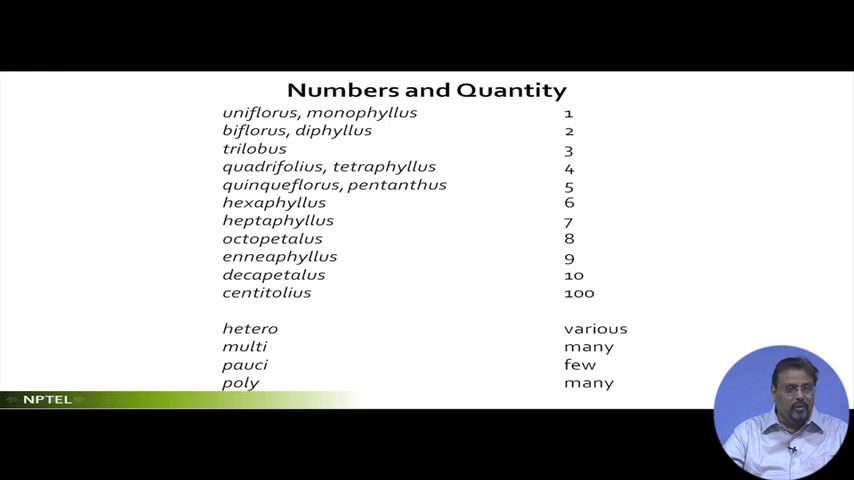 Numbers and Quantity
uniflorus, monophyllus 1
biflorus, diphyllus 2
trilobus 3
quadrifolius, tetraphyllus 4
quinqueflorus, pentanthus 5
hexaphyllus 6
heptaphyllus 7
octopetalus 8
enneaphyllus 9
decapetalus 10
centitolius 100
hetero various
multi many
pauci few
poly many
NPTEL